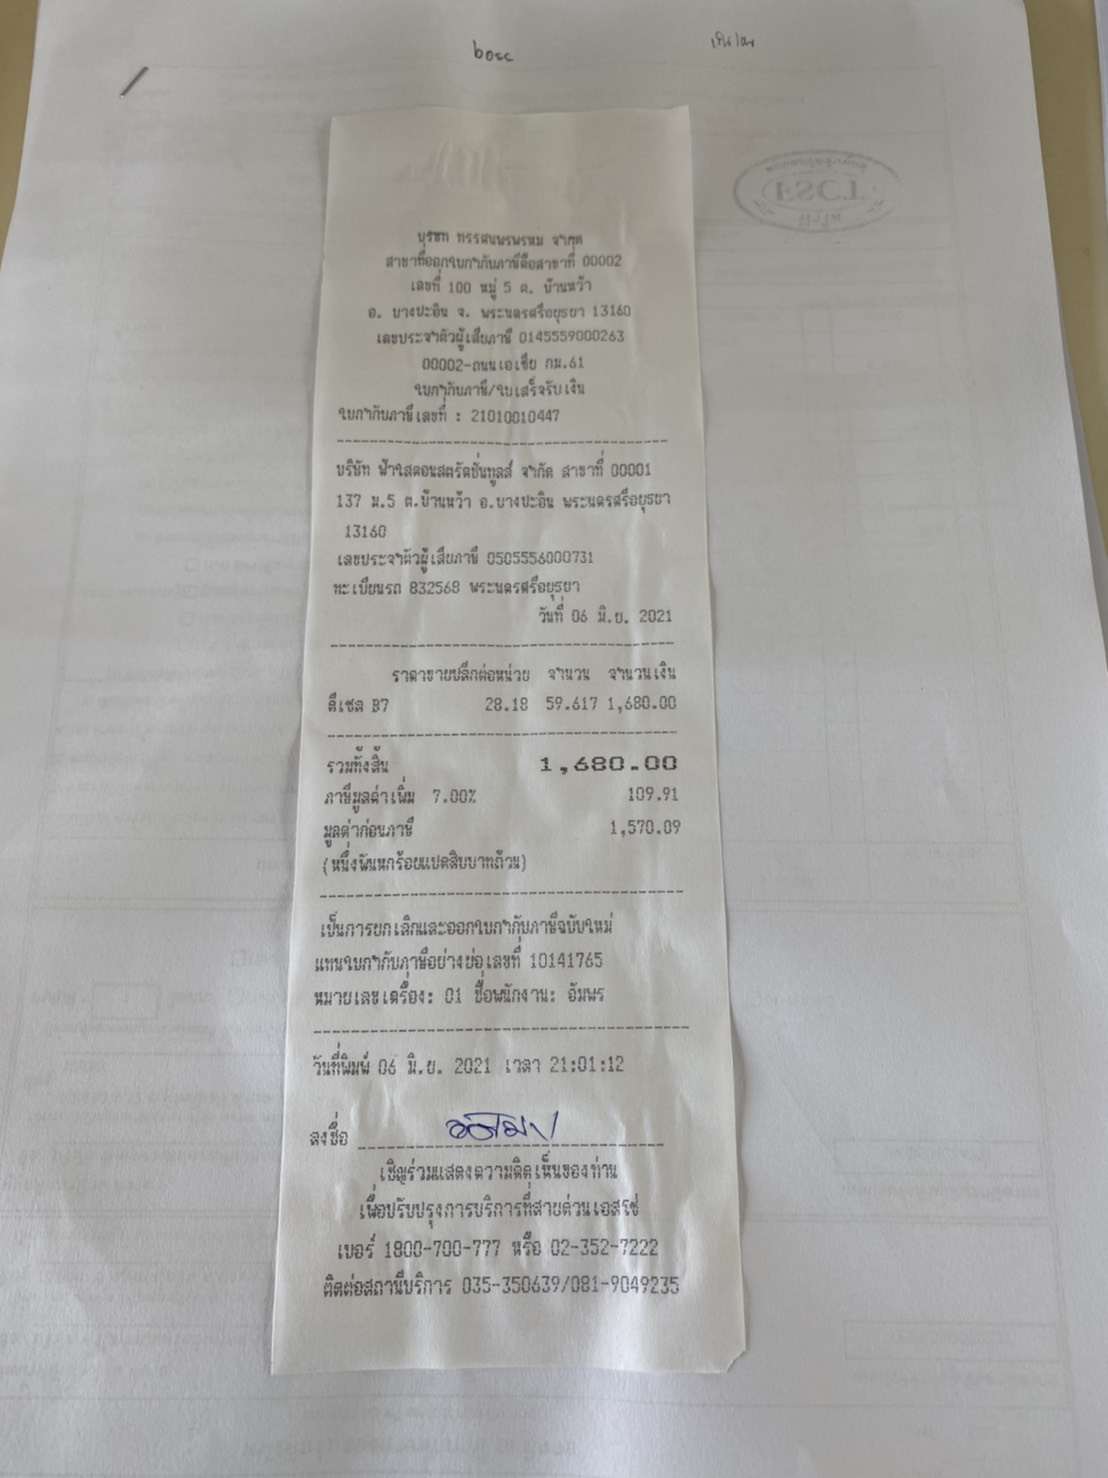 bosc
บริษัท ทรรศนพรพรหม จำกัด
สาขาที่ออกใบกำกับภาษีคือสาขาที่ 00002
เลขที่ 100 หมู่ 5 ต. บ้านหว้า
อ. บางปะอิน จ. พระนครศรีอยุธยา 13160
เลขประจำตัวผู้เสียภาษี 0145559000263
00002-ถนนเอเชีย กม.61
ใบกำกับภาษี/ใบเสร็จรับเงิน
ใบกำกับภาษีเลขที่ : 21010010447
บริษัท ฟ้าใสคอนสตรัคชั่นทูลส์ จำกัด สาขาที่ 00001
137 ม.5 ต.บ้านหว้า อ.บางปะอิน พระนครศรีอยุธยา
13160
เลขประจำตัวผู้เสียภาษี 0505556000731
ทะเบียนรถ 832568 พระนครศรีอยุธยา
วันที่ 06 มิ.ย. 2021
ราคาขายปลีกต่อหน่วย จำนวน จำนวนเงิน
ดีเซล B7 28.18 59.617 1,680.00
รวมทั้งสิ้น 1,680.00
ภาษีมูลค่าเพิ่ม 7.00% 109.91
มูลค่าก่อนภาษี 1,570.09
(หนึ่งพันหกร้อยแปดสิบบาทถ้วน)
เป็นการยกเลิกและออกใบกำกับภาษีฉบับใหม่
แทนใบกำกับภาษีอย่างย่อเลขที่ 10141765
หมายเลขเครื่อง: 01 ชื่อพนักงาน: อัมพร
วันที่พิมพ์ 06 มิ.ย. 2021 เวลา 21:01:12
ลงชื่อ
เชิญร่วมแสดงความคิดเห็นของท่าน
เพื่อปรับปรุงการบริการที่สายด่วนเอสโซ่
เบอร์ 1800-700-777 หรือ 02-352-7222
ติดต่อสถานีบริการ 035-350639/081-9049235